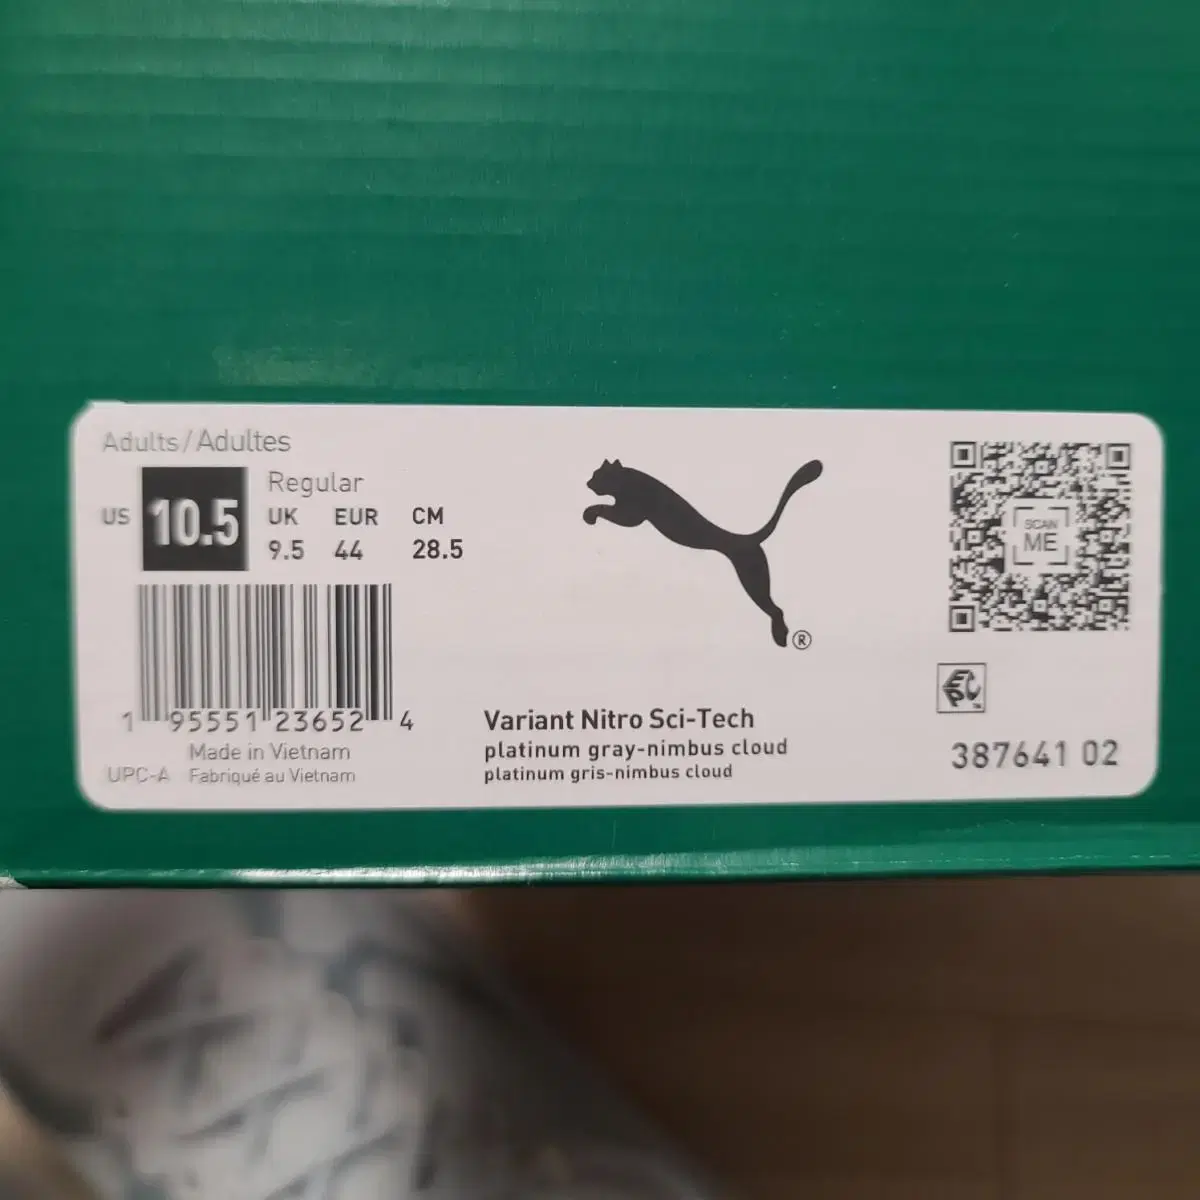 Adults/Adultes
US 10.5
Regular
UK EUR CM
9.5 44 28.5
1 95551 23652 4
Made in Vietnam
UPC-A Fabriqué au Vietnam
®
Variant Nitro Sci-Tech
platinum gray-nimbus cloud
platinum gris-nimbus cloud
SCAN
ME
387641 02